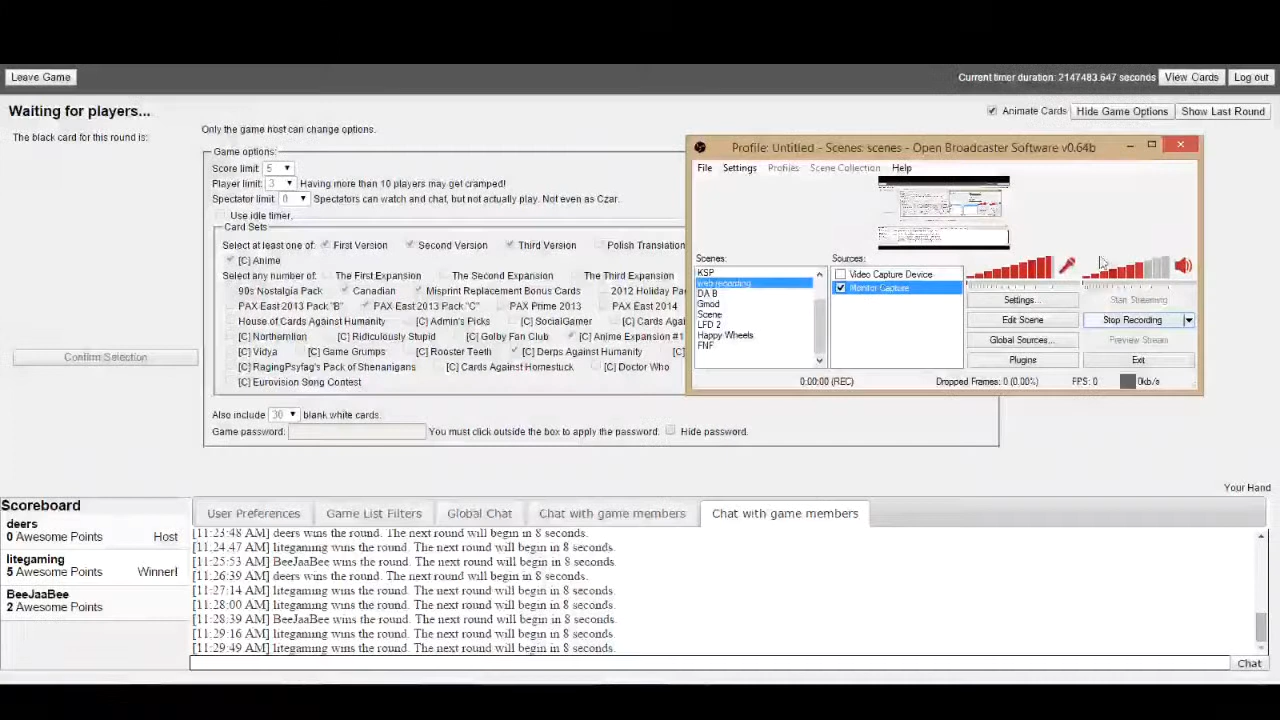 Leave Game
Current timer duration: 2147483.647 seconds
View Cards
Log out
Waiting for players...
Animate Cards
Hide Game Options
Show Last Round
The black card for this round is:
Only the game host can change options.
Game options:
Score limit: 5
Player limit: 3 Having more than 10 players may get cramped!
Spectator limit: 0 Spectators can watch and chat, but not actually play. Not even as Czar.
Use idle timer.
Card Sets
Select at least one of: First Version Second Version Third Version Polish Translation
[C] Anime
Select any number of: The First Expansion The Second Expansion The Third Expansion
90s Nostalgia Pack Canadian Misprint Replacement Bonus Cards 2012 Holiday Pa
PAX East 2013 Pack "B" PAX East 2013 Pack "C" PAX Prime 2013 PAX East 2014
House of Cards Against Humanity [C] Admin's Picks [C] SocialGamer [C] Cards Agai
[C] Northernlion [C] Ridiculously Stupid [C] Golby Fan Club [C] Anime Expansion #1
[C] Vidya [C] Game Grumps [C] Rooster Teeth [C] Derps Against Humanity [C]
[C] RagingPsyfag's Pack of Shenanigans [C] Cards Against Homestuck [C] Doctor Who
[C] Eurovision Song Contest
Also include 30 blank white cards.
Game password: You must click outside the box to apply the password. Hide password.
Confirm Selection
Profile: Untitled - Scenes: scenes - Open Broadcaster Software v0.64b
File Settings Profiles Scene Collection Help
Scenes:
KSP
web recording
DA B
Gmod
Scene
LFD 2
Happy Wheels
FNF
Sources:
Video Capture Device
Monitor Capture
Settings...
Start Streaming
Edit Scene
Stop Recording
Global Sources...
Preview Stream
Plugins
Exit
0:00:00 (REC)
Dropped Frames: 0 (0.00%)
FPS: 0
0kb/s
Your Hand
Scoreboard
deers
0 Awesome Points Host
litegaming
5 Awesome Points Winner!
BeeJaaBee
2 Awesome Points
User Preferences
Game List Filters
Global Chat
Chat with game members
Chat with game members
[11:23:48 AM] deers wins the round. The next round will begin in 8 seconds.
[11:24:47 AM] litegaming wins the round. The next round will begin in 8 seconds.
[11:25:53 AM] BeeJaaBee wins the round. The next round will begin in 8 seconds.
[11:26:39 AM] deers wins the round. The next round will begin in 8 seconds.
[11:27:14 AM] litegaming wins the round. The next round will begin in 8 seconds.
[11:28:00 AM] litegaming wins the round. The next round will begin in 8 seconds.
[11:28:39 AM] BeeJaaBee wins the round. The next round will begin in 8 seconds.
[11:29:16 AM] litegaming wins the round. The next round will begin in 8 seconds.
[11:29:49 AM] litegaming wins the round. The next round will begin in 8 seconds.
Chat